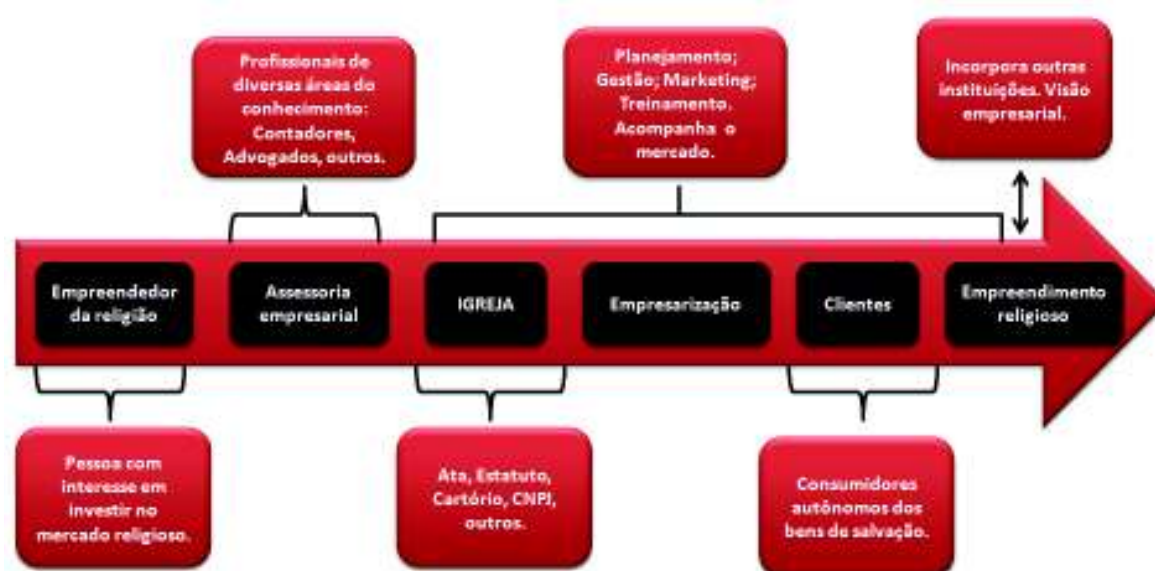 Profissionais de
diversas áreas do
conhecimento:
Contadores,
Advogados, outros.
Planejamento;
Gestão; Marketing;
Treinamento.
Acompanha o
mercado.
Incorpora outras
instituições. Visão
empresarial.
Empreendedor
da religião
Assessoria
empresarial
IGREJA
Empresarização
Clientes
Empreendimento
religioso
Pessoa com
interesse em
investir no
mercado religioso.
Ata, Estatuto,
Cartório, CNPJ,
outros.
Consumidores
autônomos dos
bens de salvação.